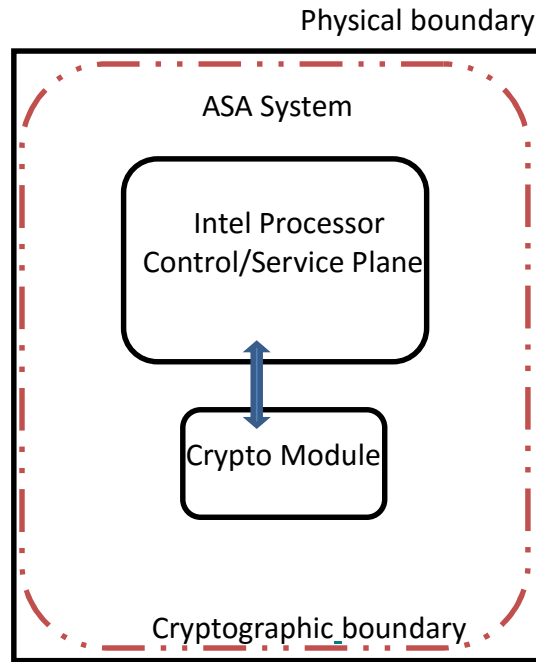 Physical boundary
ASA System
Intel Processor
Control/Service Plane
Crypto Module
Cryptographic boundary